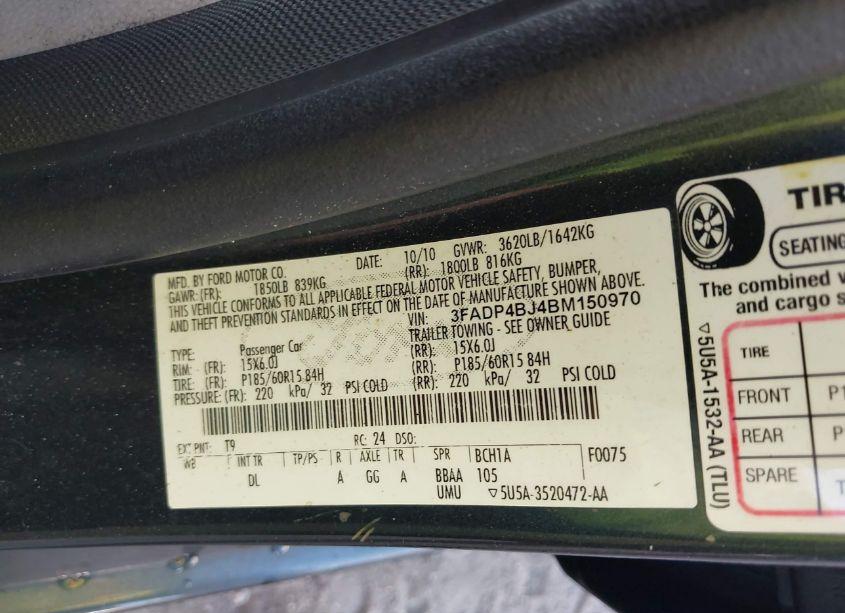 MFD. BY FORD MOTOR CO.
DATE: 10/10 GVWR: 3620LB/1642KG
GAWR: (FR): 1850LB 839KG (RR): 1800LB 816KG
THIS VEHICLE CONFORMS TO ALL APPLICABLE FEDERAL MOTOR VEHICLE SAFETY, BUMPER,
AND THEFT PREVENTION STANDARDS IN EFFECT ON THE DATE OF MANUFACTURE SHOWN ABOVE.
VIN: 3FADP4BJ4BM150970
TYPE: Passenger Car TRAILER TOWING - SEE OWNER GUIDE
RIM: (FR): 15X6.0J (RR): 15X6.0J
TIRE: (FR): P185/60R15 84H (RR): P185/60R15 84H
PRESSURE: (FR): 220 kPa/ 32 PSI COLD (RR): 220 kPa/ 32 PSI COLD
EXT PNT: T9 RC: 24 DSO:
WB INT TR TP/PS R AXLE TR SPR BCH1A F0075
DL A GG A BBAA 105
UMU ▽5U5A-3520472-AA
▽5U5A-1532-AA (TLU)
TIR
SEATING
The combined
and cargo s
TIRE
FRONT P1
REAR P
SPARE T